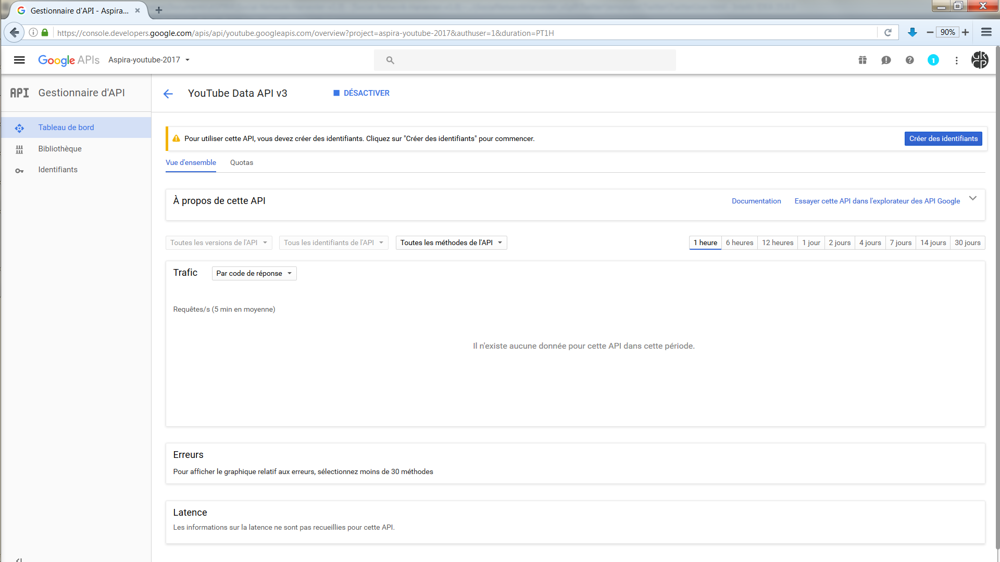 Gestionnaire d'API - Aspira...
https://console.developers.google.com/apis/api/youtube.googleapis.com/overview?project=aspira-youtube-2017&authuser=1&duration=PT1H
90%
Google APIs
Aspira-youtube-2017
1
GRCP
API Gestionnaire d'API
YouTube Data API v3
DÉSACTIVER
Tableau de bord
Bibliothèque
Identifiants
Pour utiliser cette API, vous devez créer des identifiants. Cliquez sur "Créer des identifiants" pour commencer.
Créer des identifiants
Vue d'ensemble
Quotas
À propos de cette API
Documentation
Essayer cette API dans l'explorateur des API Google
Toutes les versions de l'API
Tous les identifiants de l'API
Toutes les méthodes de l'API
1 heure
6 heures
12 heures
1 jour
2 jours
4 jours
7 jours
14 jours
30 jours
Trafic
Par code de réponse
Requêtes/s (5 min en moyenne)
Il n'existe aucune donnée pour cette API dans cette période.
Erreurs
Pour afficher le graphique relatif aux erreurs, sélectionnez moins de 30 méthodes
Latence
Les informations sur la latence ne sont pas recueillies pour cette API.